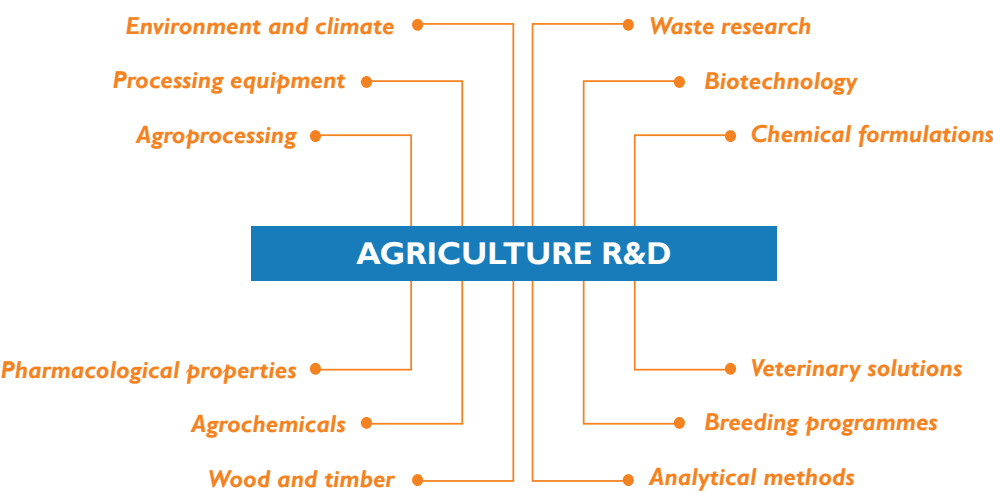 Environment and climate
Waste research
Processing equipment
Biotechnology
Agroprocessing
Chemical formulations
AGRICULTURE R&D
Pharmacological properties
Veterinary solutions
Agrochemicals
Breeding programmes
Wood and timber
Analytical methods